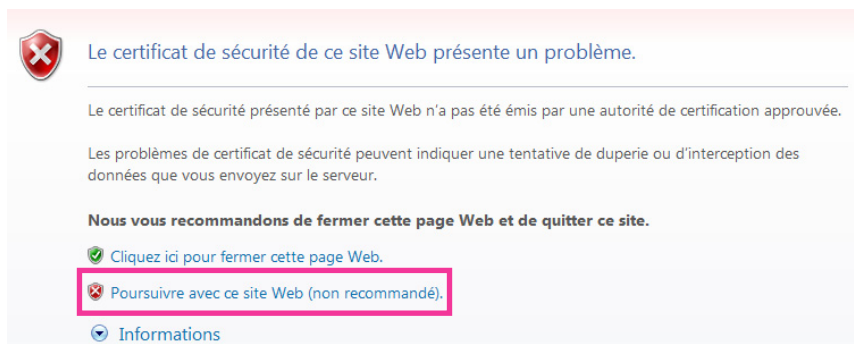 Le certificat de sécurité de ce site Web présente un problème.
Le certificat de sécurité présenté par ce site Web n'a pas été émis par une autorité de certification approuvée.
Les problèmes de certificat de sécurité peuvent indiquer une tentative de duperie ou d'interception des
données que vous envoyez sur le serveur.
Nous vous recommandons de fermer cette page Web et de quitter ce site.
Cliquez ici pour fermer cette page Web.
Poursuivre avec ce site Web (non recommandé).
Informations